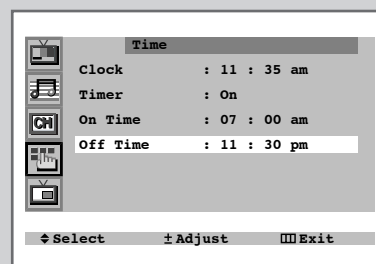 Time
Clock : 11 : 35 am
Timer : On
CH
On Time : 07 : 00 am
Off Time : 11 : 30 pm
Select ± Adjust Exit